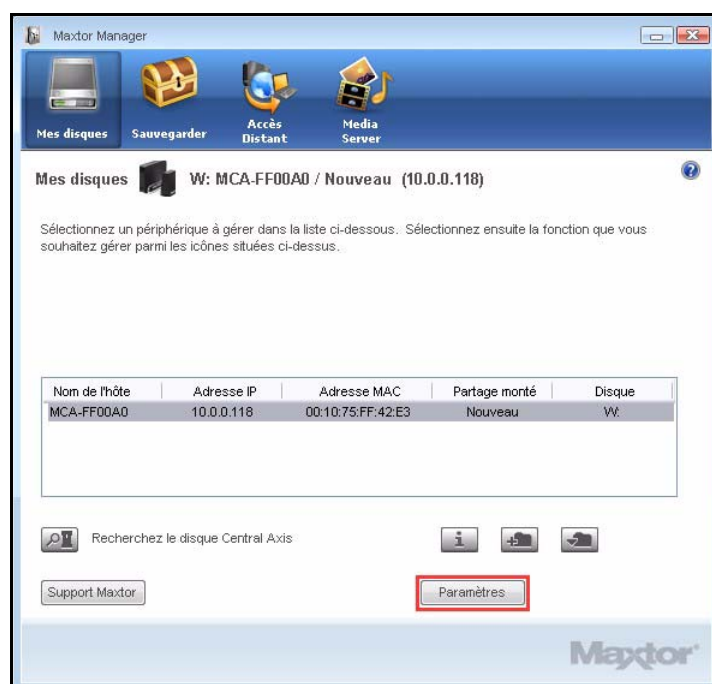 Maxtor Manager
Mes disques
Sauvegarder
Accès
Distant
Media
Server
Mes disques W: MCA-FF00A0 / Nouveau (10.0.0.118)
Sélectionnez un périphérique à gérer dans la liste ci-dessous. Sélectionnez ensuite la fonction que vous
souhaitez gérer parmi les icônes situées ci-dessus.
Nom de l'hôte Adresse IP Adresse MAC Partage monté Disque
MCA-FF00A0 10.0.0.118 00:10:75:FF:42:E3 Nouveau W:
Recherchez le disque Central Axis
Support Maxtor Paramètres
Maxtor